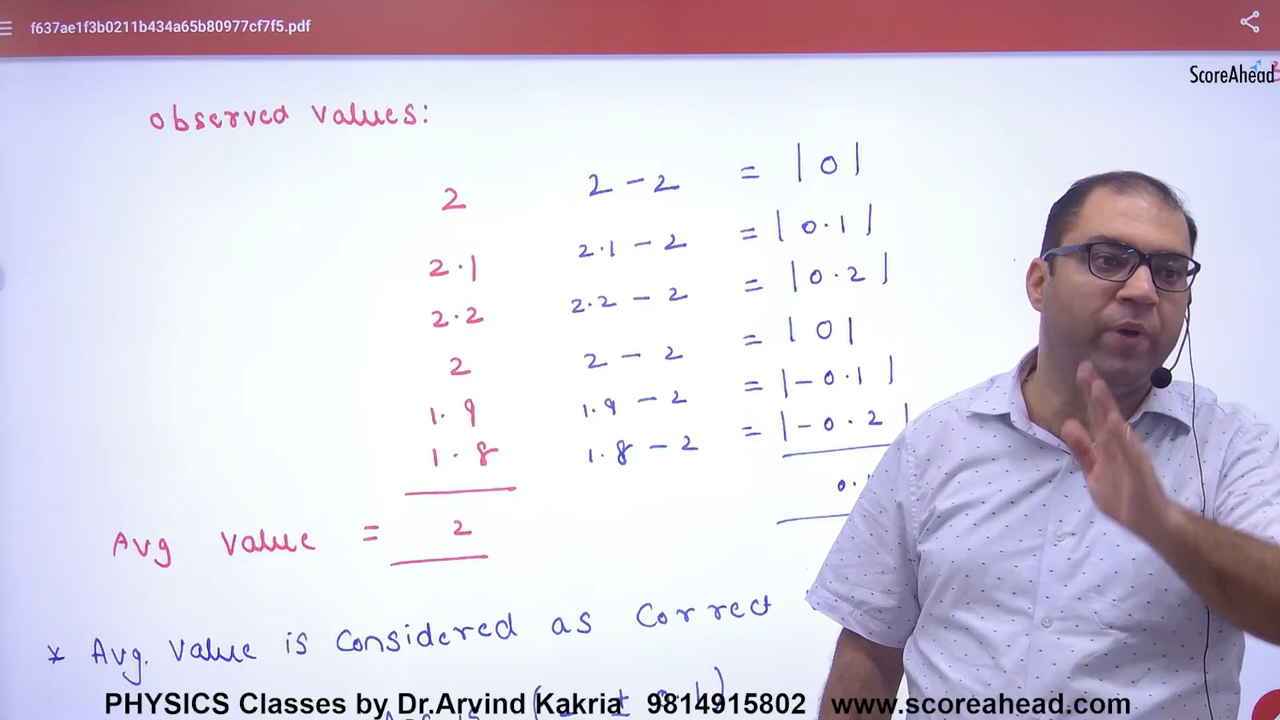 f637ae1f3b0211b434a65b80977cf7f5.pdf
ScoreAhead
observed values:
2 2 - 2 = |0|
2.1 2.1 - 2 = |0.1|
2.2 2.2 - 2 = |0.2|
2 2 - 2 = |0|
1.9 1.9 - 2 = |-0.1|
1.8 1.8 - 2 = |-0.2|
0.
Avg value = 2
* Avg. value is considered as correct
PHYSICS Classes by Dr.Arvind Kakria 9814915802 www.scoreahead.com